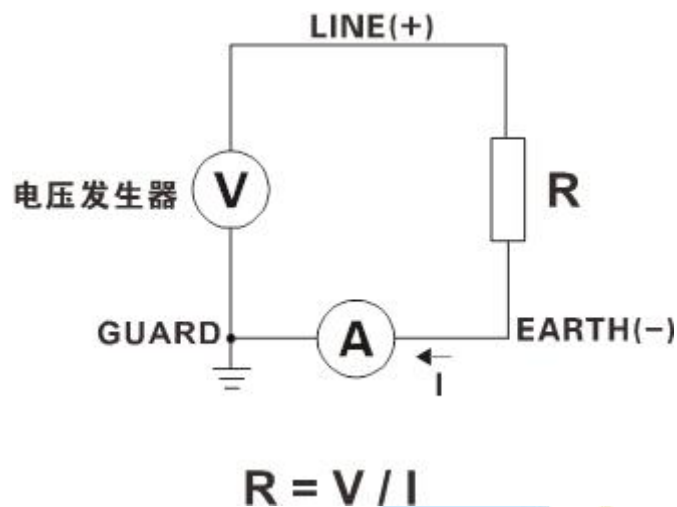 LINE(+)
电压发生器
V
R
GUARD
A
EARTH(−)
I
R = V / I